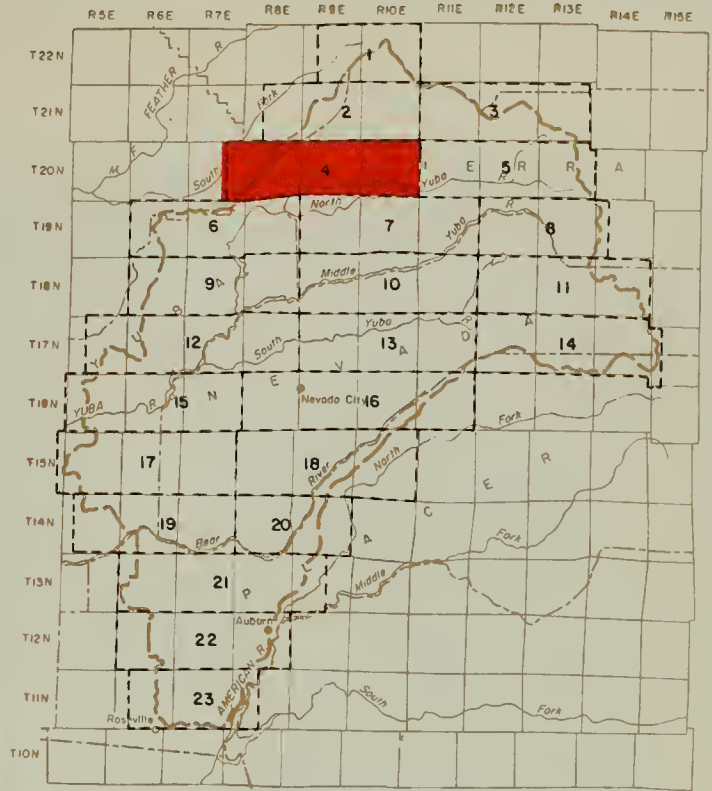 R5E R6E R7E R8E R9E R10E R11E R12E R13E R14E R15E
T22N
1
FEATHER R
Fork
T21N
2
3
T20N
M F
South
4
I E R R A
5
Yuba R
North
T19N
6
7
Yuba R
8
T18N
9
Middle
10
11
Y U B A
T17N
12
South Yuba R
13
14
N E V A D A
T16N
YUBA R
15
Nevada City
16
Fork
T15N
17
18
River
North
P L A C E R
T14N
19
Bear
20
Fork
T13N
21
Middle
T12N
22
Auburn
T11N
23
AMERICAN R
South Fork
Roseville
T10N